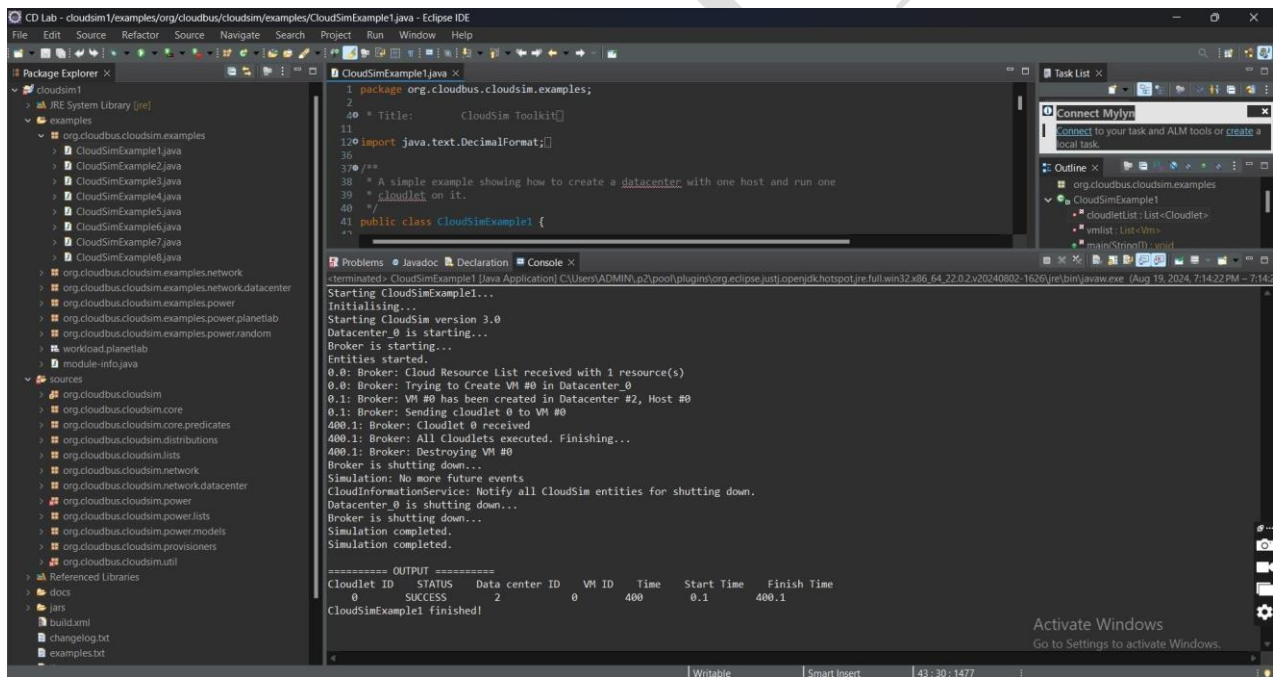 CD Lab - cloudsim1/examples/org/cloudbus/cloudsim/examples/CloudSimExample1.java - Eclipse IDE
File Edit Source Refactor Source Navigate Search Project Run Window Help
Package Explorer
cloudsim1
JRE System Library [jre]
examples
org.cloudbus.cloudsim.examples
CloudSimExample1.java
CloudSimExample2.java
CloudSimExample3.java
CloudSimExample4.java
CloudSimExample5.java
CloudSimExample6.java
CloudSimExample7.java
CloudSimExample8.java
org.cloudbus.cloudsim.examples.network
org.cloudbus.cloudsim.examples.network.datacenter
org.cloudbus.cloudsim.examples.power
org.cloudbus.cloudsim.examples.power.planetlab
org.cloudbus.cloudsim.examples.power.random
workload.planetlab
module-info.java
sources
org.cloudbus.cloudsim
org.cloudbus.cloudsim.core
org.cloudbus.cloudsim.core.predicates
org.cloudbus.cloudsim.distributions
org.cloudbus.cloudsim.lists
org.cloudbus.cloudsim.network
org.cloudbus.cloudsim.network.datacenter
org.cloudbus.cloudsim.power
org.cloudbus.cloudsim.power.lists
org.cloudbus.cloudsim.power.models
org.cloudbus.cloudsim.provisioners
org.cloudbus.cloudsim.util
Referenced Libraries
docs
jars
build.xml
changelog.txt
examples.txt
CloudSimExample1.java
1 package org.cloudbus.cloudsim.examples;
2
4 * Title: CloudSim Toolkit
11
12 import java.text.DecimalFormat;
36
37 /**
38 * A simple example showing how to create a datacenter with one host and run one
39 * cloudlet on it.
40 */
41 public class CloudSimExample1 {
Problems Javadoc Declaration Console
<terminated> CloudSimExample1 [Java Application] C:\Users\ADMIN\.p2\pool\plugins\org.eclipse.justj.openjdk.hotspot.jre.full.win32.x86_64_22.0.2.v20240802-1626\jre\bin\javaw.exe (Aug 19, 2024, 7:14:22 PM – 7:14:2
Starting CloudSimExample1...
Initialising...
Starting CloudSim version 3.0
Datacenter_0 is starting...
Broker is starting...
Entities started.
0.0: Broker: Cloud Resource List received with 1 resource(s)
0.0: Broker: Trying to Create VM #0 in Datacenter_0
0.1: Broker: VM #0 has been created in Datacenter #2, Host #0
0.1: Broker: Sending cloudlet 0 to VM #0
400.1: Broker: Cloudlet 0 received
400.1: Broker: All Cloudlets executed. Finishing...
400.1: Broker: Destroying VM #0
Broker is shutting down...
Simulation: No more future events
CloudInformationService: Notify all CloudSim entities for shutting down.
Datacenter_0 is shutting down...
Broker is shutting down...
Simulation completed.
Simulation completed.
========== OUTPUT ==========
Cloudlet ID STATUS Data center ID VM ID Time Start Time Finish Time
0 SUCCESS 2 0 400 0.1 400.1
CloudSimExample1 finished!
Task List
Connect Mylyn
Connect to your task and ALM tools or create a
local task.
Outline
org.cloudbus.cloudsim.examples
CloudSimExample1
cloudletList : List<Cloudlet>
vmlist : List<Vm>
main(String[]) : void
Activate Windows
Go to Settings to activate Windows.
Writable Smart Insert 43 : 30 : 1477